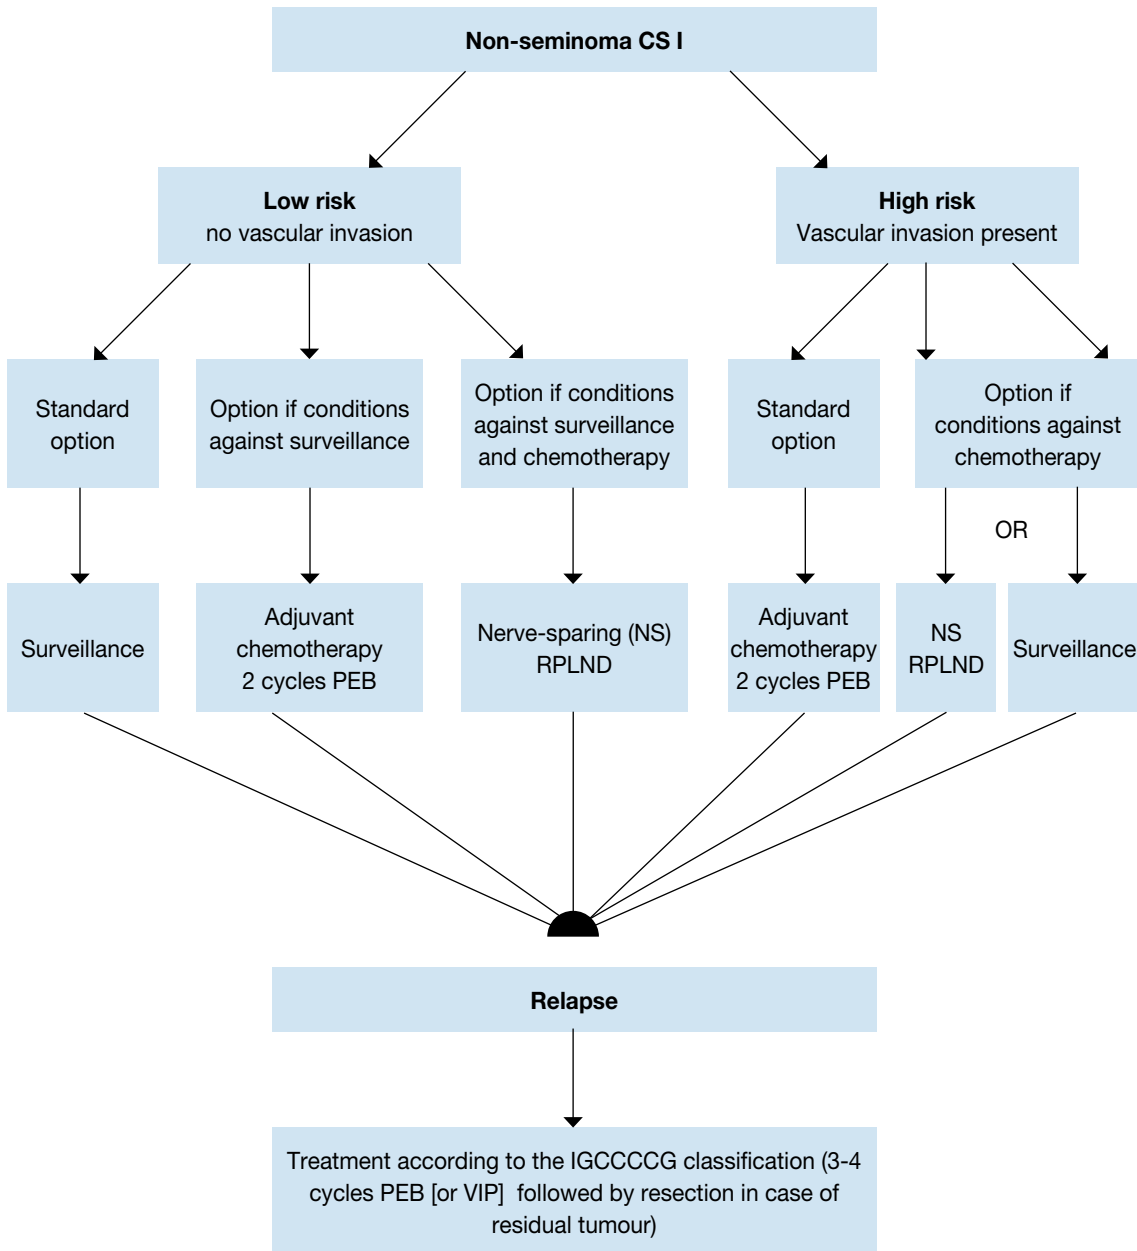 Non-seminoma CS I
Low risk
no vascular invasion
High risk
Vascular invasion present
Standard
option
Option if conditions
against surveillance
Option if conditions
against surveillance
and chemotherapy
Standard
option
Option if
conditions against
chemotherapy
OR
Surveillance
Adjuvant
chemotherapy
2 cycles PEB
Nerve-sparing (NS)
RPLND
Adjuvant
chemotherapy
2 cycles PEB
NS
RPLND
Surveillance
Relapse
Treatment according to the IGCCCCG classification (3-4
cycles PEB [or VIP] followed by resection in case of
residual tumour)